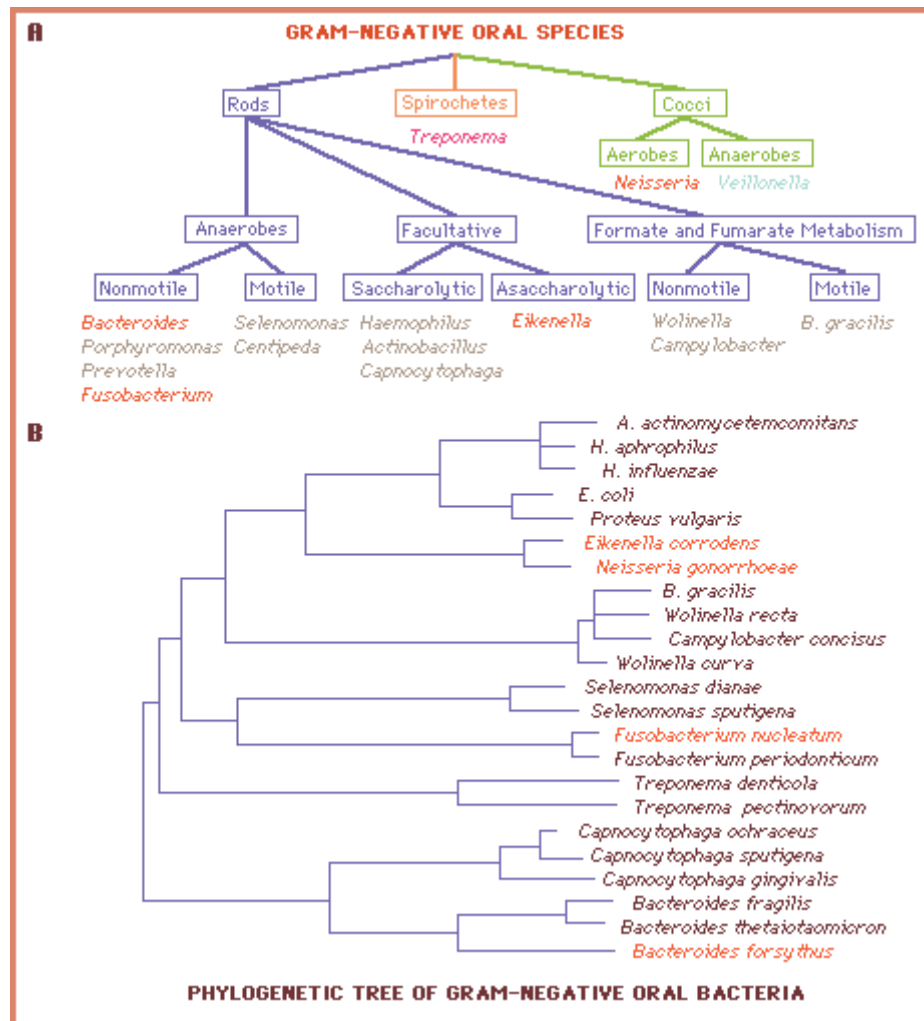 A
GRAM-NEGATIVE ORAL SPECIES
Rods
Spirochetes
Cocci
Treponema
Aerobes
Anaerobes
Neisseria
Veillonella
Anaerobes
Facultative
Formate and Fumarate Metabolism
Nonmotile
Motile
Saccharolytic
Asaccharolytic
Nonmotile
Motile
Bacteroides
Porphyromonas
Prevotella
Fusobacterium
Selenomonas
Centipeda
Haemophilus
Actinobacillus
Capnocytophaga
Eikenella
Wolinella
Campylobacter
B. gracilis
B
A. actinomycetemcomitans
H. aphrophilus
H. influenzae
E. coli
Proteus vulgaris
Eikenella corrodens
Neisseria gonorrhoeae
B. gracilis
Wolinella recta
Campylobacter concisus
Wolinella curva
Selenomonas dianae
Selenomonas sputigena
Fusobacterium nucleatum
Fusobacterium periodonticum
Treponema denticola
Treponema pectinovorum
Capnocytophaga ochraceus
Capnocytophaga sputigena
Capnocytophaga gingivalis
Bacteroides fragilis
Bacteroides thetaiotaomicron
Bacteroides forsythus
PHYLOGENETIC TREE OF GRAM-NEGATIVE ORAL BACTERIA